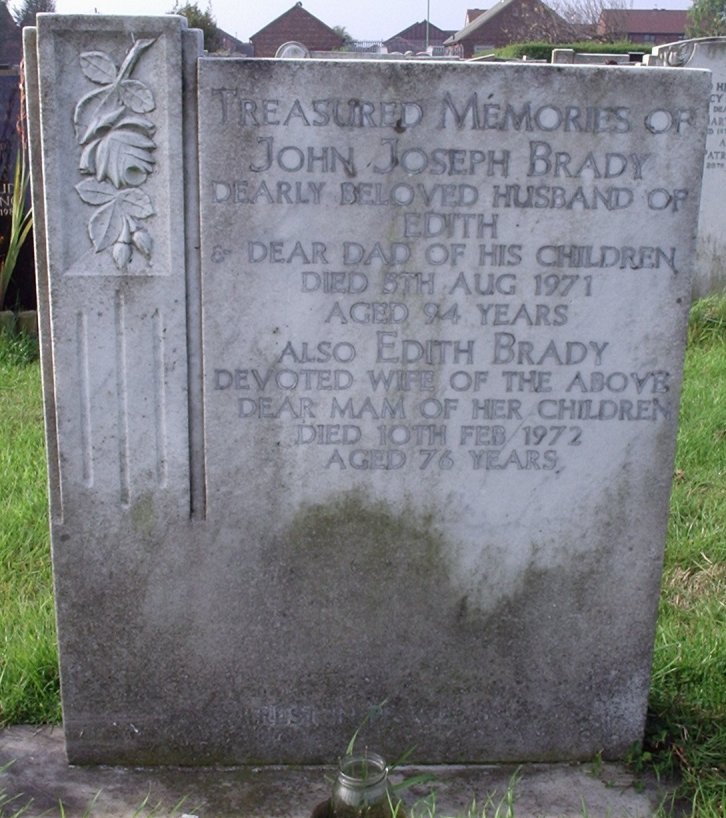 TREASURED MEMORIES OF
JOHN JOSEPH BRADY
DEARLY BELOVED HUSBAND OF
EDITH
& DEAR DAD OF HIS CHILDREN
DIED 8TH AUG 1971
AGED 94 YEARS
ALSO EDITH BRADY
DEVOTED WIFE OF THE ABOVE
DEAR MAM OF HER CHILDREN
DIED 10TH FEB 1972
AGED 76 YEARS